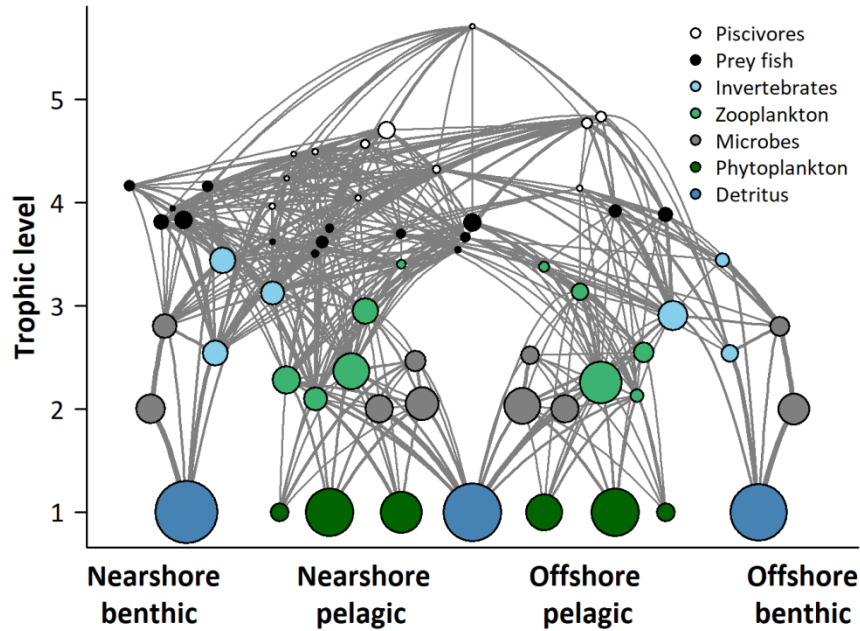 Piscivores
Prey fish
Invertebrates
Zooplankton
Microbes
Phytoplankton
Detritus
Trophic level
5
4
3
2
1
Nearshore
benthic
Nearshore
pelagic
Offshore
pelagic
Offshore
benthic